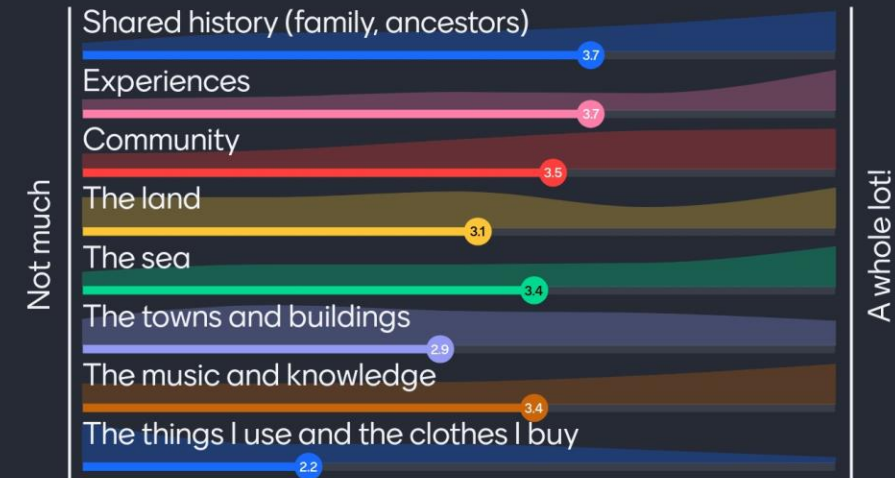 Shared history (family, ancestors)
3.7
Experiences
3.7
Community
3.5
The land
3.1
The sea
3.4
The towns and buildings
2.9
The music and knowledge
3.4
The things I use and the clothes I buy
2.2
Not much
A whole lot!